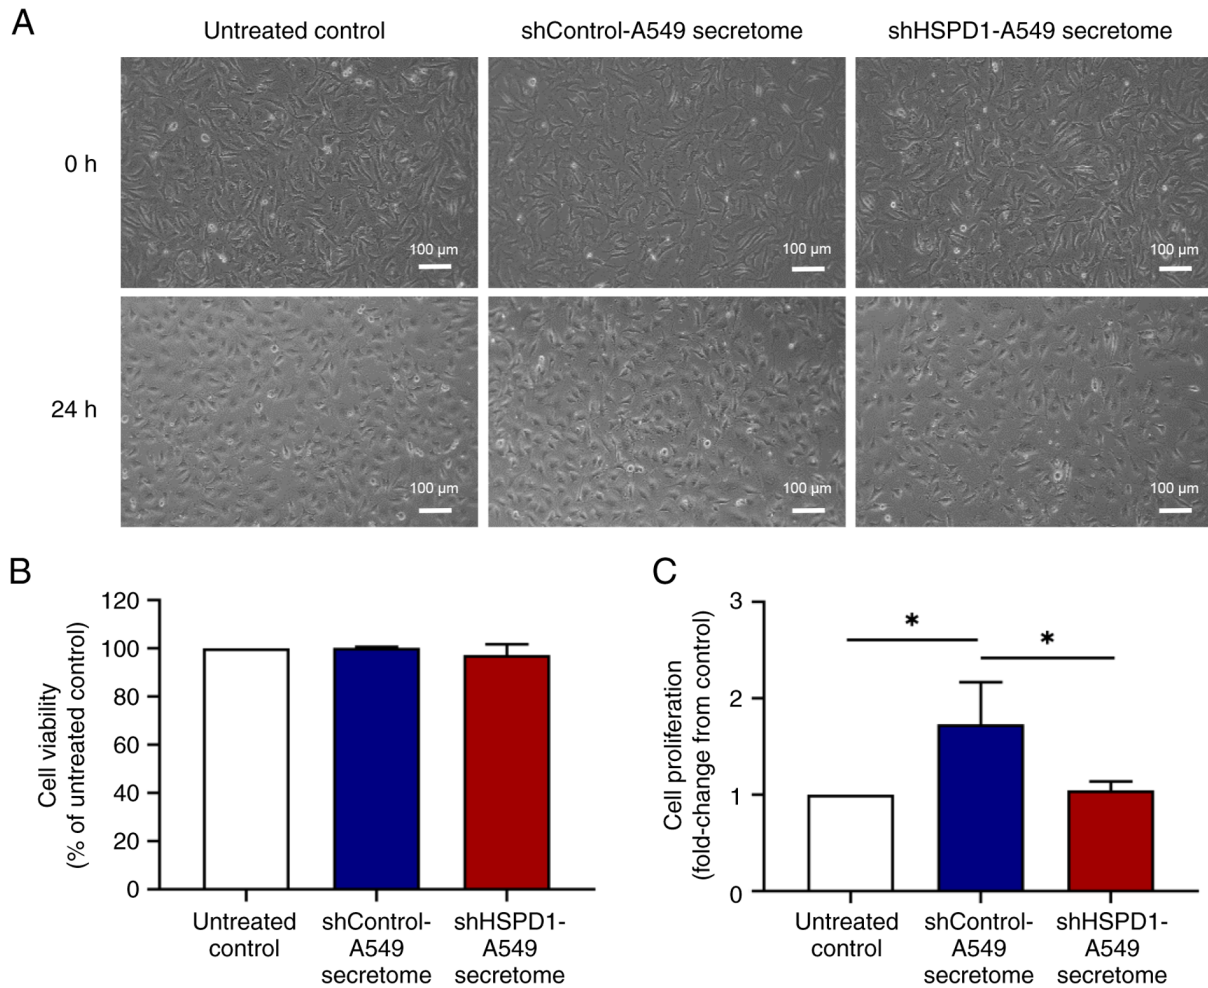 A
Untreated control
shControl-A549 secretome
shHSPD1-A549 secretome
0 h
100 µm
100 µm
100 µm
24 h
100 µm
100 µm
100 µm
B
Cell viability
(% of untreated control)
120
100
80
60
40
20
0
Untreated
control
shControl-
A549
secretome
shHSPD1-
A549
secretome
C
Cell proliferation
(fold-change from control)
3
2
1
0
*
*
Untreated
control
shControl-
A549
secretome
shHSPD1-
A549
secretome